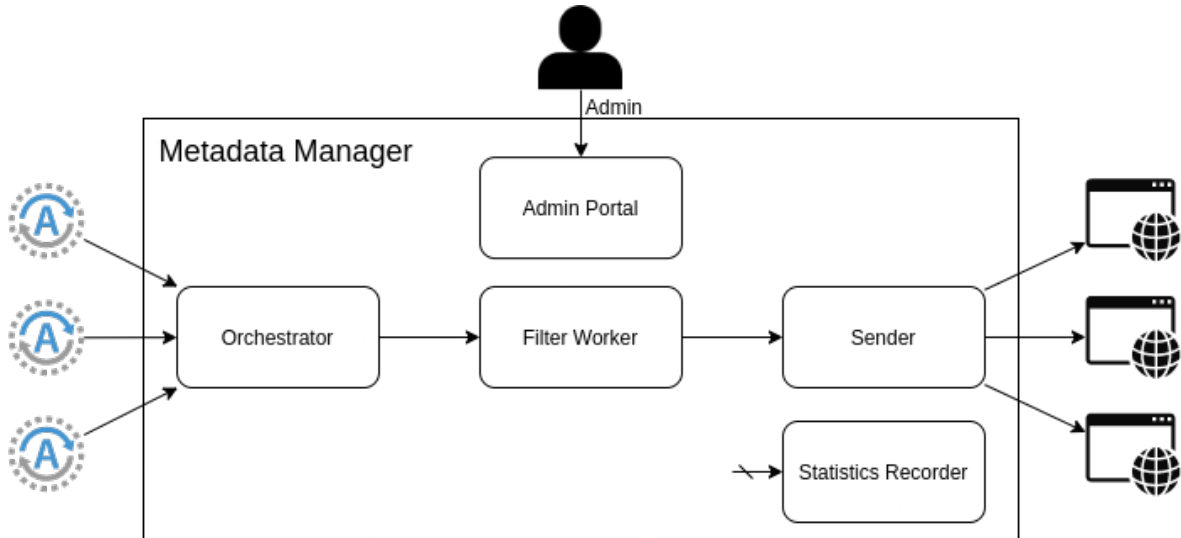 Admin
Metadata Manager
Admin Portal
A
A
A
Orchestrator
Filter Worker
Sender
Statistics Recorder